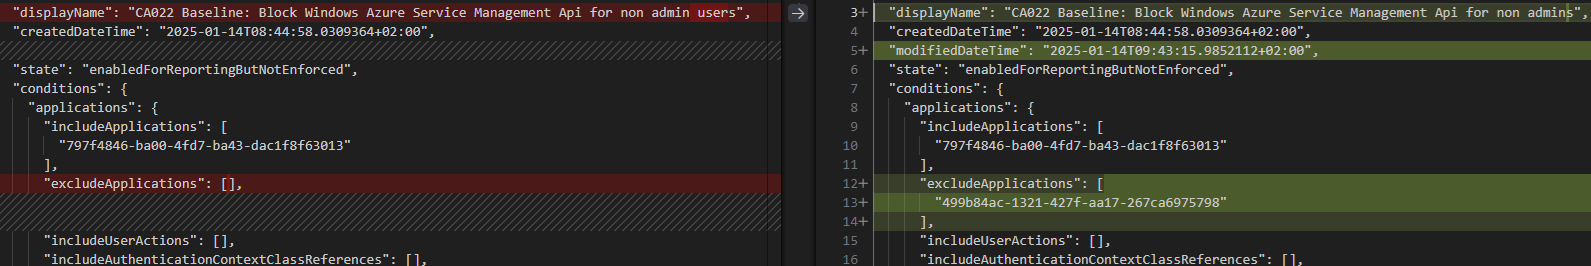 "displayName": "CA022 Baseline: Block Windows Azure Service Management Api for non admin users",
"createdDateTime": "2025-01-14T08:44:58.0309364+02:00",
"state": "enabledForReportingButNotEnforced",
"conditions": {
"applications": {
"includeApplications": [
"797f4846-ba00-4fd7-ba43-dac1f8f63013"
],
"excludeApplications": [],
"includeUserActions": [],
"includeAuthenticationContextClassReferences": [],
3+ "displayName": "CA022 Baseline: Block Windows Azure Service Management Api for non admins",
4 "createdDateTime": "2025-01-14T08:44:58.0309364+02:00",
5+ "modifiedDateTime": "2025-01-14T09:43:15.9852112+02:00",
6 "state": "enabledForReportingButNotEnforced",
7 "conditions": {
8 "applications": {
9 "includeApplications": [
10 "797f4846-ba00-4fd7-ba43-dac1f8f63013"
11 ],
12+ "excludeApplications": [
13+ "499b84ac-1321-427f-aa17-267ca6975798"
14+ ],
15 "includeUserActions": [],
16 "includeAuthenticationContextClassReferences": [],